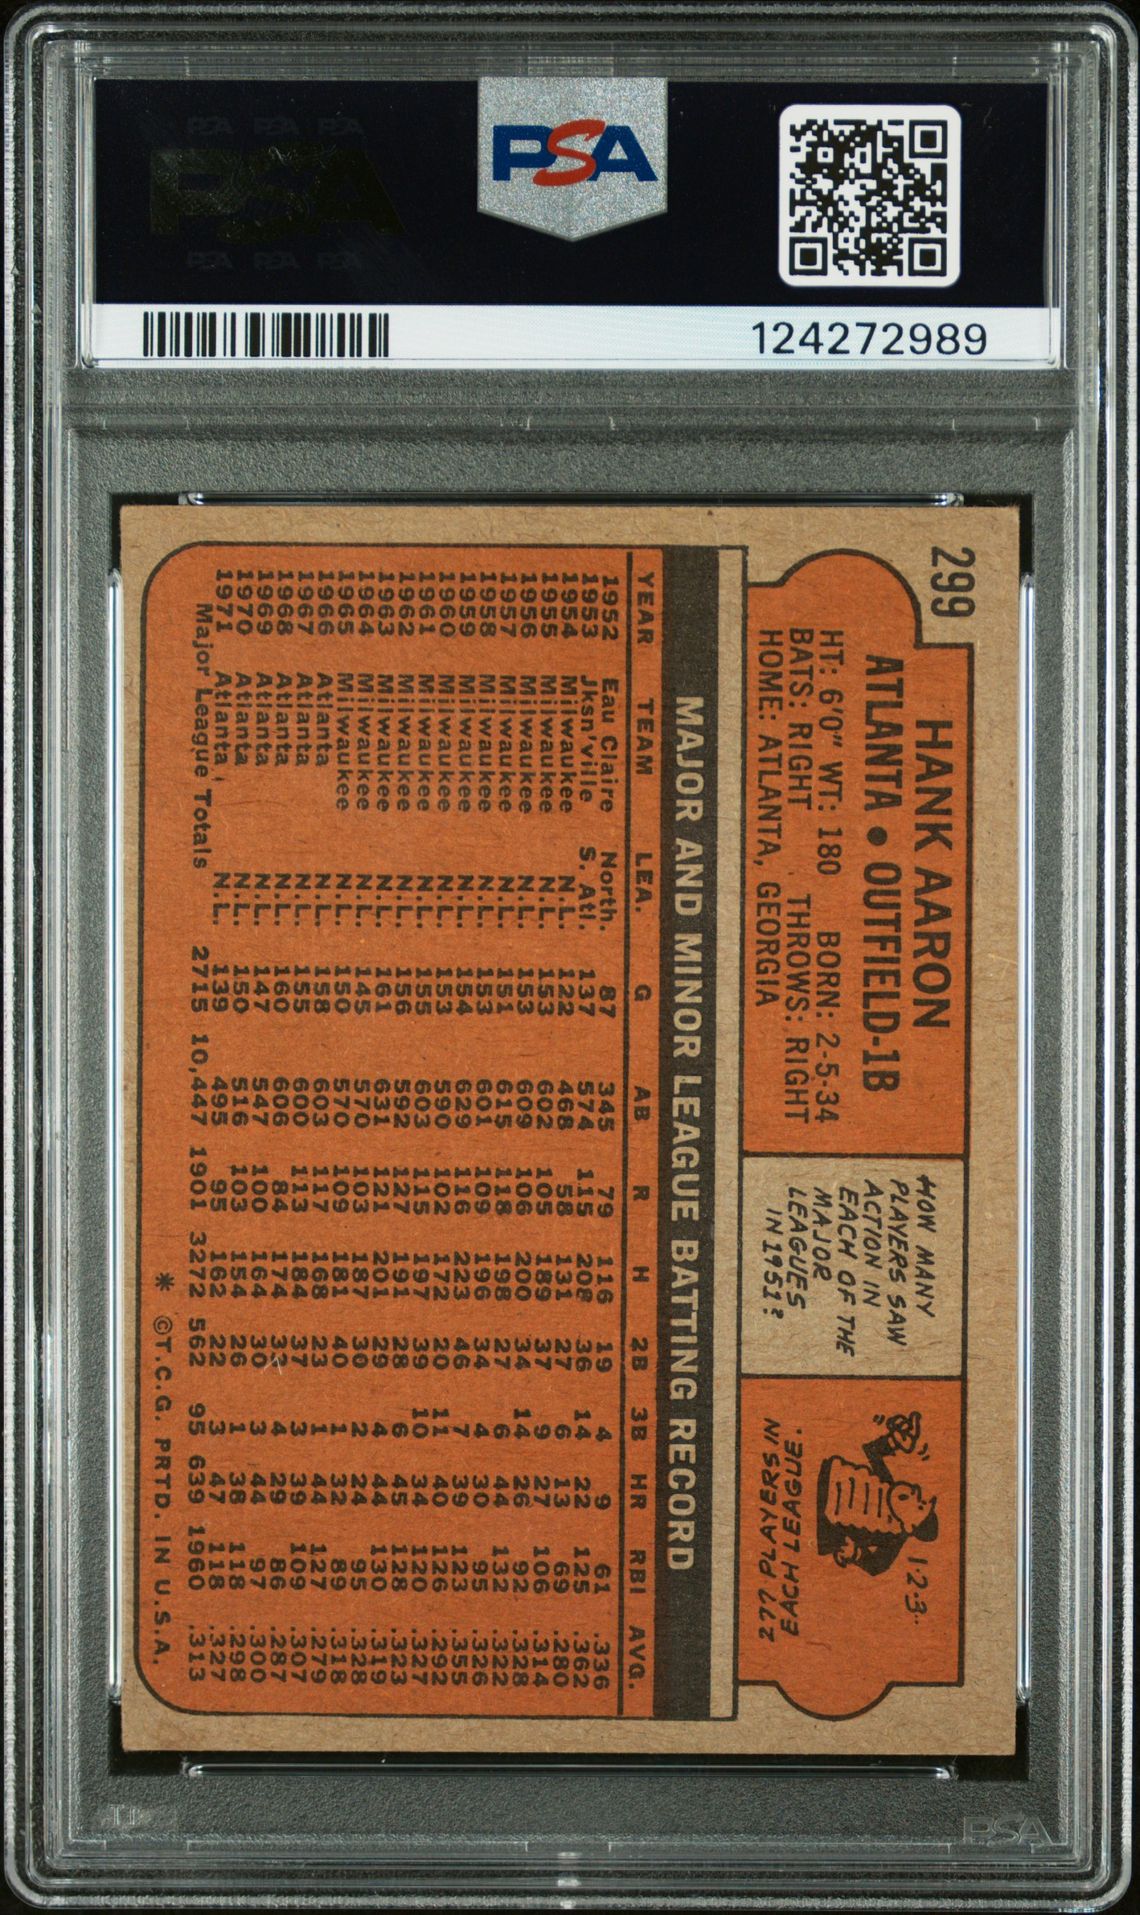 PSA PSA PSA
PSA
PSA PSA PSA
PSA
124272989
299
HANK AARON
ATLANTA • OUTFIELD-1B
HT: 6'0" WT: 180 BORN: 2-5-34
BATS: RIGHT THROWS: RIGHT
HOME: ATLANTA, GEORGIA
HOW MANY
PLAYERS SAW
ACTION IN
EACH OF THE
MAJOR
LEAGUES
IN 1951?
1-2-3..
EACH LEAGUE.
277 PLAYERS IN
MAJOR AND MINOR LEAGUE BATTING RECORD
YEAR TEAM LEA. G AB R H 2B 3B HR RBI AVG.
1952 Eau Claire North. 87 345 79 116 19 4 9 61 .336
1953 Jksn'ville S. Atl. 137 574 115 208 36 14 22 125 .362
1954 Milwaukee N.L. 122 468 58 131 27 6 13 69 .280
1955 Milwaukee N.L. 153 602 105 189 37 9 27 106 .314
1956 Milwaukee N.L. 153 609 106 200 34 14 26 92 .328
1957 Milwaukee N.L. 151 615 118 198 27 6 44 132 .322
1958 Milwaukee N.L. 153 601 109 196 34 4 30 95 .326
1959 Milwaukee N.L. 154 629 116 223 46 7 39 123 .355
1960 Milwaukee N.L. 153 590 102 172 20 11 40 126 .292
1961 Milwaukee N.L. 155 603 115 197 39 10 34 120 .327
1962 Milwaukee N.L. 156 592 127 191 28 6 45 128 .323
1963 Milwaukee N.L. 161 631 121 201 29 4 44 130 .319
1964 Milwaukee N.L. 145 570 103 187 30 2 24 95 .328
1965 Milwaukee N.L. 150 570 109 181 40 1 32 89 .318
1966 Atlanta N.L. 158 603 117 168 23 1 44 127 .279
1967 Atlanta N.L. 155 600 113 184 37 3 39 109 .307
1968 Atlanta N.L. 160 606 84 174 33 4 29 86 .287
1969 Atlanta N.L. 147 547 100 164 30 3 44 97 .300
1970 Atlanta N.L. 150 516 103 154 26 1 38 118 .298
1971 Atlanta N.L. 139 495 95 162 22 3 47 118 .327
Major League Totals 2715 10,447 1901 3272 562 95 639 1960 .313
* ©T.C.G. PRTD. IN U.S.A.
PSA